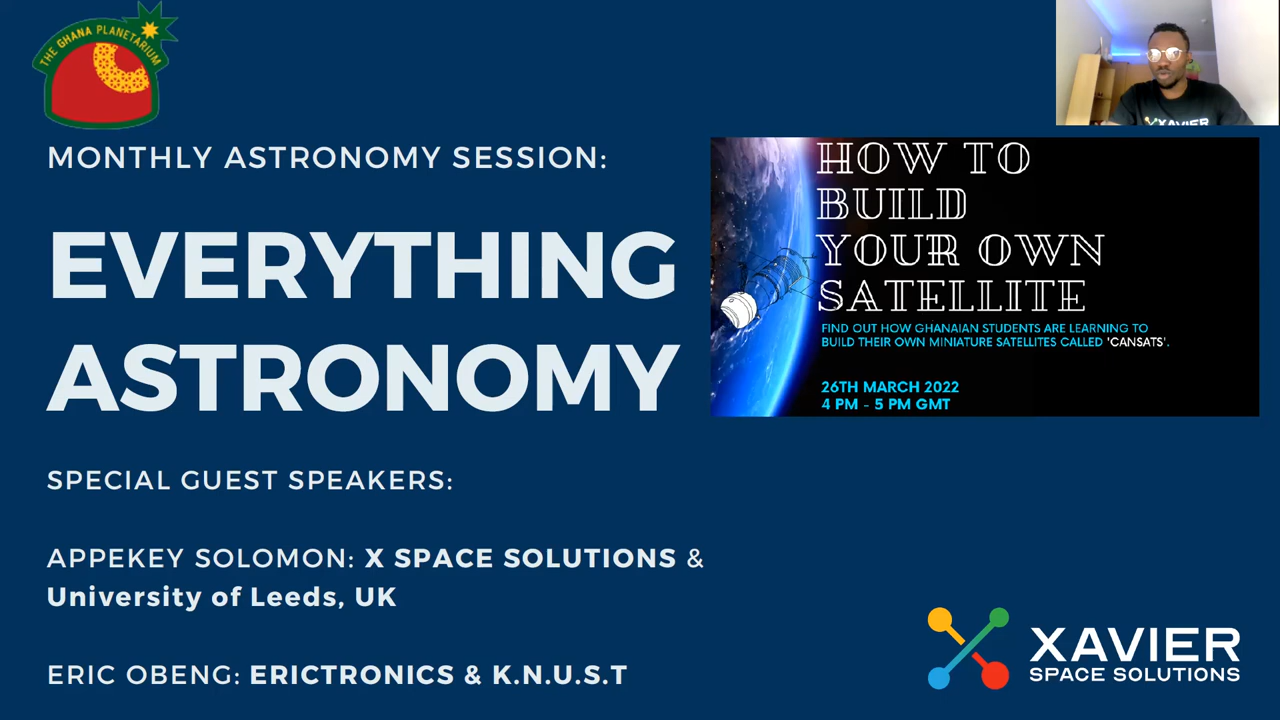 THE GHANA PLANETARIUM
MONTHLY ASTRONOMY SESSION:
EVERYTHING
ASTRONOMY
SPECIAL GUEST SPEAKERS:
APPEKEY SOLOMON: X SPACE SOLUTIONS &
University of Leeds, UK
ERIC OBENG: ERICTRONICS & K.N.U.S.T
XAVIER
HOW TO
BUILD
YOUR OWN
SATELLITE
FIND OUT HOW GHANAIAN STUDENTS ARE LEARNING TO
BUILD THEIR OWN MINIATURE SATELLITES CALLED 'CANSATS'.
26TH MARCH 2022
4 PM - 5 PM GMT
XAVIER
SPACE SOLUTIONS